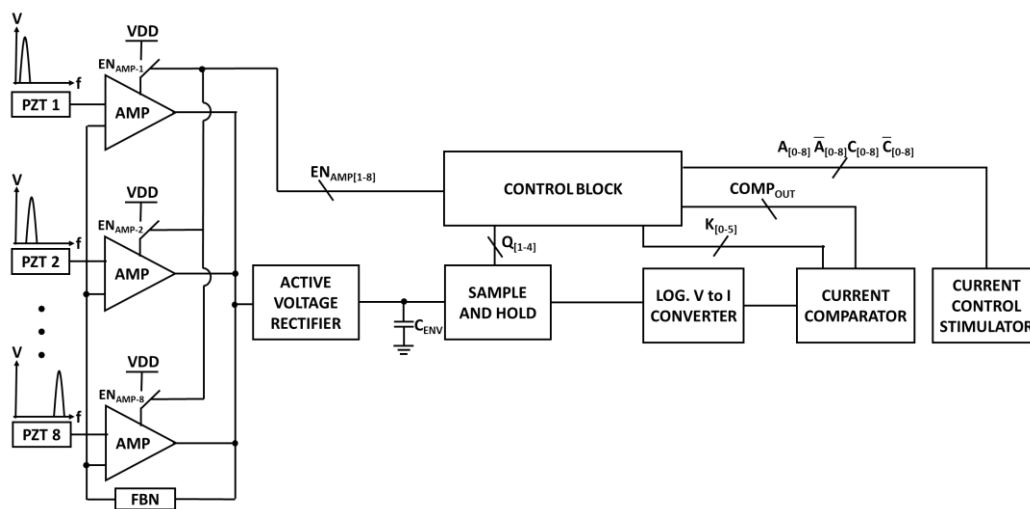 V
f
PZT 1
VDD
EN_AMP-1
AMP
V
f
PZT 2
VDD
EN_AMP-2
AMP
V
f
PZT 8
VDD
EN_AMP-8
AMP
FBN
EN_AMP[1-8]
ACTIVE
VOLTAGE
RECTIFIER
C_ENV
CONTROL BLOCK
Q_[1-4]
SAMPLE
AND HOLD
LOG. V to I
CONVERTER
A_[0-8] A̅_[0-8] C_[0-8] C̅_[0-8]
COMP_OUT
K_[0-5]
CURRENT
COMPARATOR
CURRENT
CONTROL
STIMULATOR